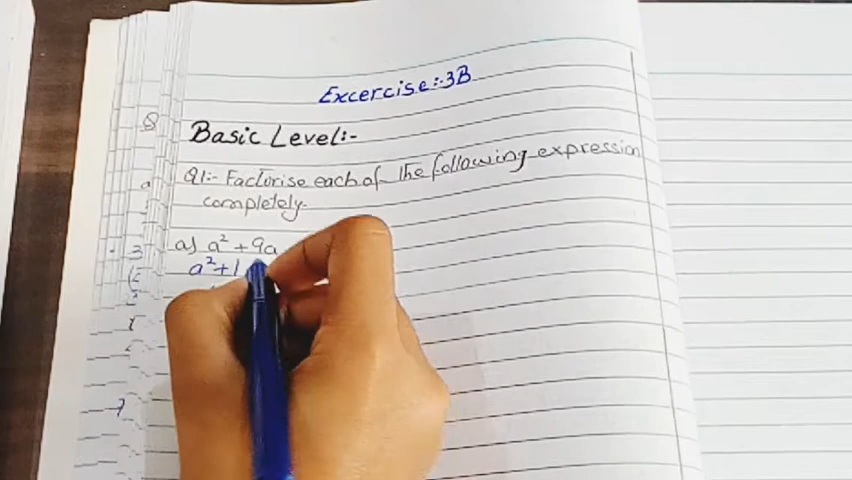 Excercise:-3B
Basic Level:-
Q1:- Factorise each of the following expression
completely.
a) a² + 9a
a²+1